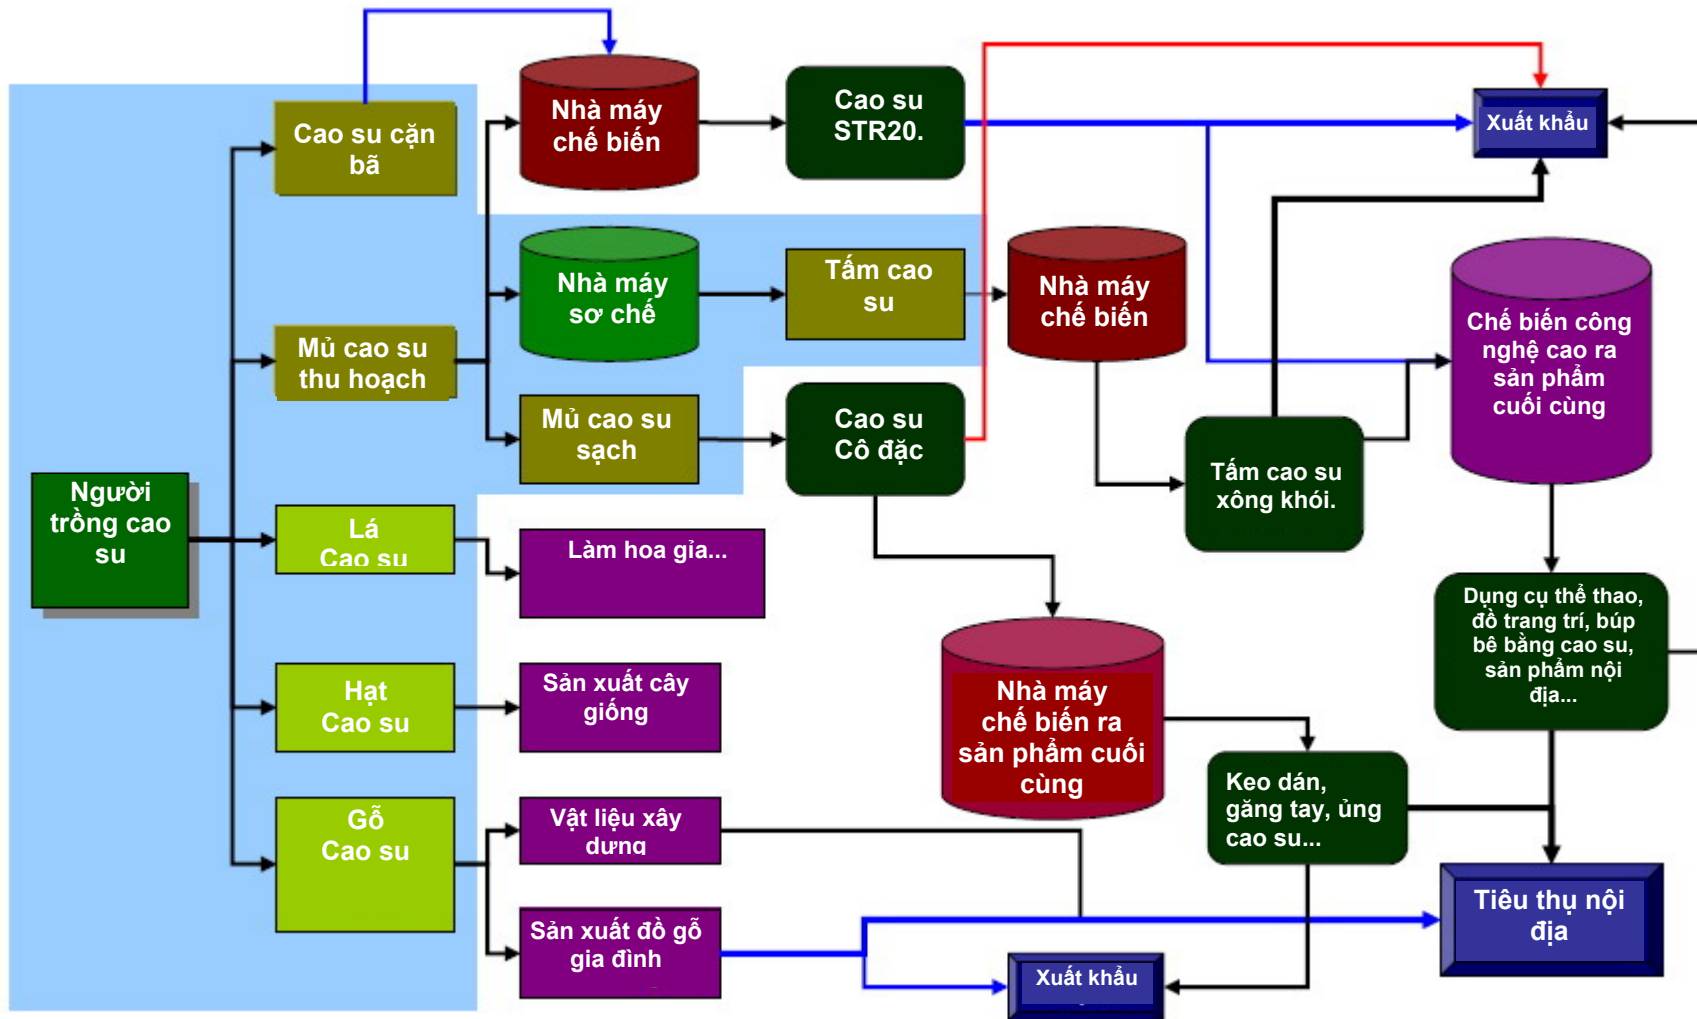 Cao su cặn
bã
Nhà máy
chế biến
Cao su
STR20.
Xuất khẩu
Nhà máy
sơ chế
Tấm cao
su
Nhà máy
chế biến
Chế biến công
nghệ cao ra
sản phẩm
cuối cùng
Mủ cao su
thu hoạch
Mủ cao su
sạch
Cao su
Cô đặc
Tấm cao su
xông khói.
Người
trồng cao
su
Lá
Cao su
Làm hoa gỉa...
Dụng cụ thể thao,
đồ trang trí, búp
bê bằng cao su,
sản phẩm nội
địa...
Hạt
Cao su
Sản xuất cây
giống
Nhà máy
chế biến ra
sản phẩm cuối
cùng
Keo dán,
găng tay, ủng
cao su...
Gỗ
Cao su
Vật liệu xây
dưng
Sản xuất đồ gỗ
gia đình
Xuất khẩu
Tiêu thụ nội
địa